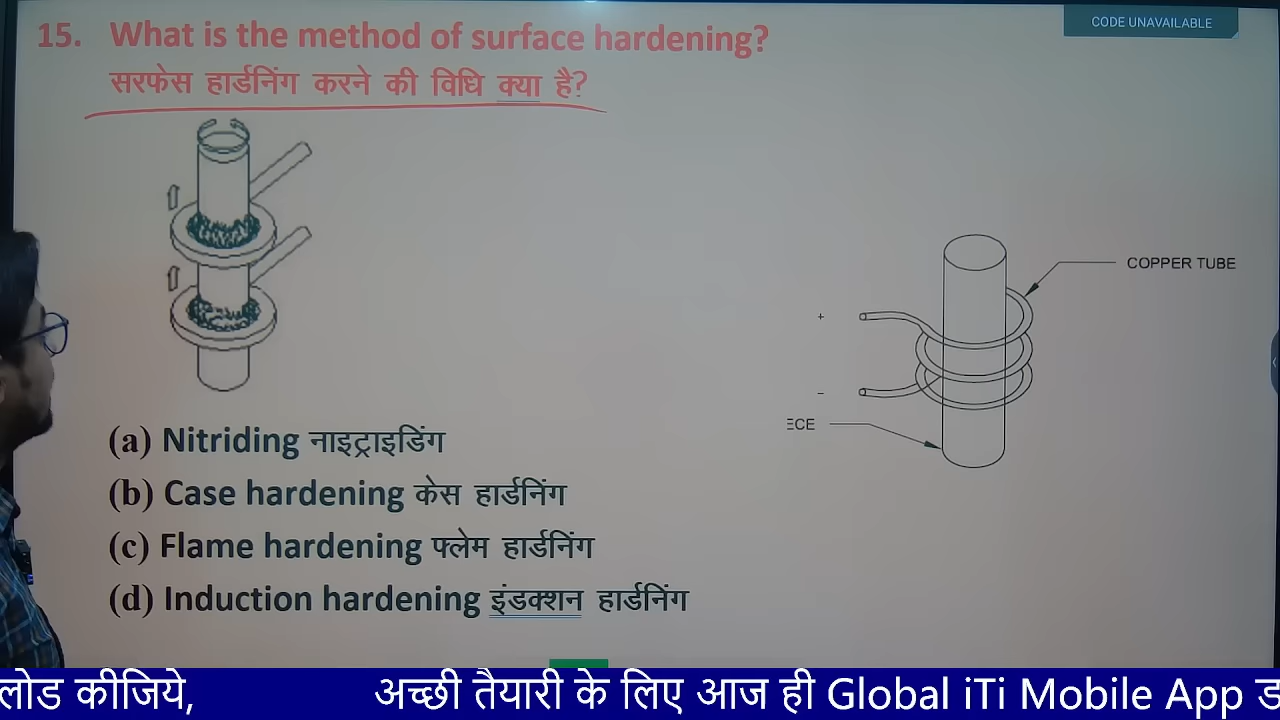 CODE UNAVAILABLE
15. What is the method of surface hardening?
सरफेस हार्डनिंग करने की विधि क्या है?
COPPER TUBE
+
–
ECE
(a) Nitriding नाइट्राइडिंग
(b) Case hardening केस हार्डनिंग
(c) Flame hardening फ्लेम हार्डनिंग
(d) Induction hardening इंडक्शन हार्डनिंग
लोड कीजिये, अच्छी तैयारी के लिए आज ही Global iTi Mobile App ड